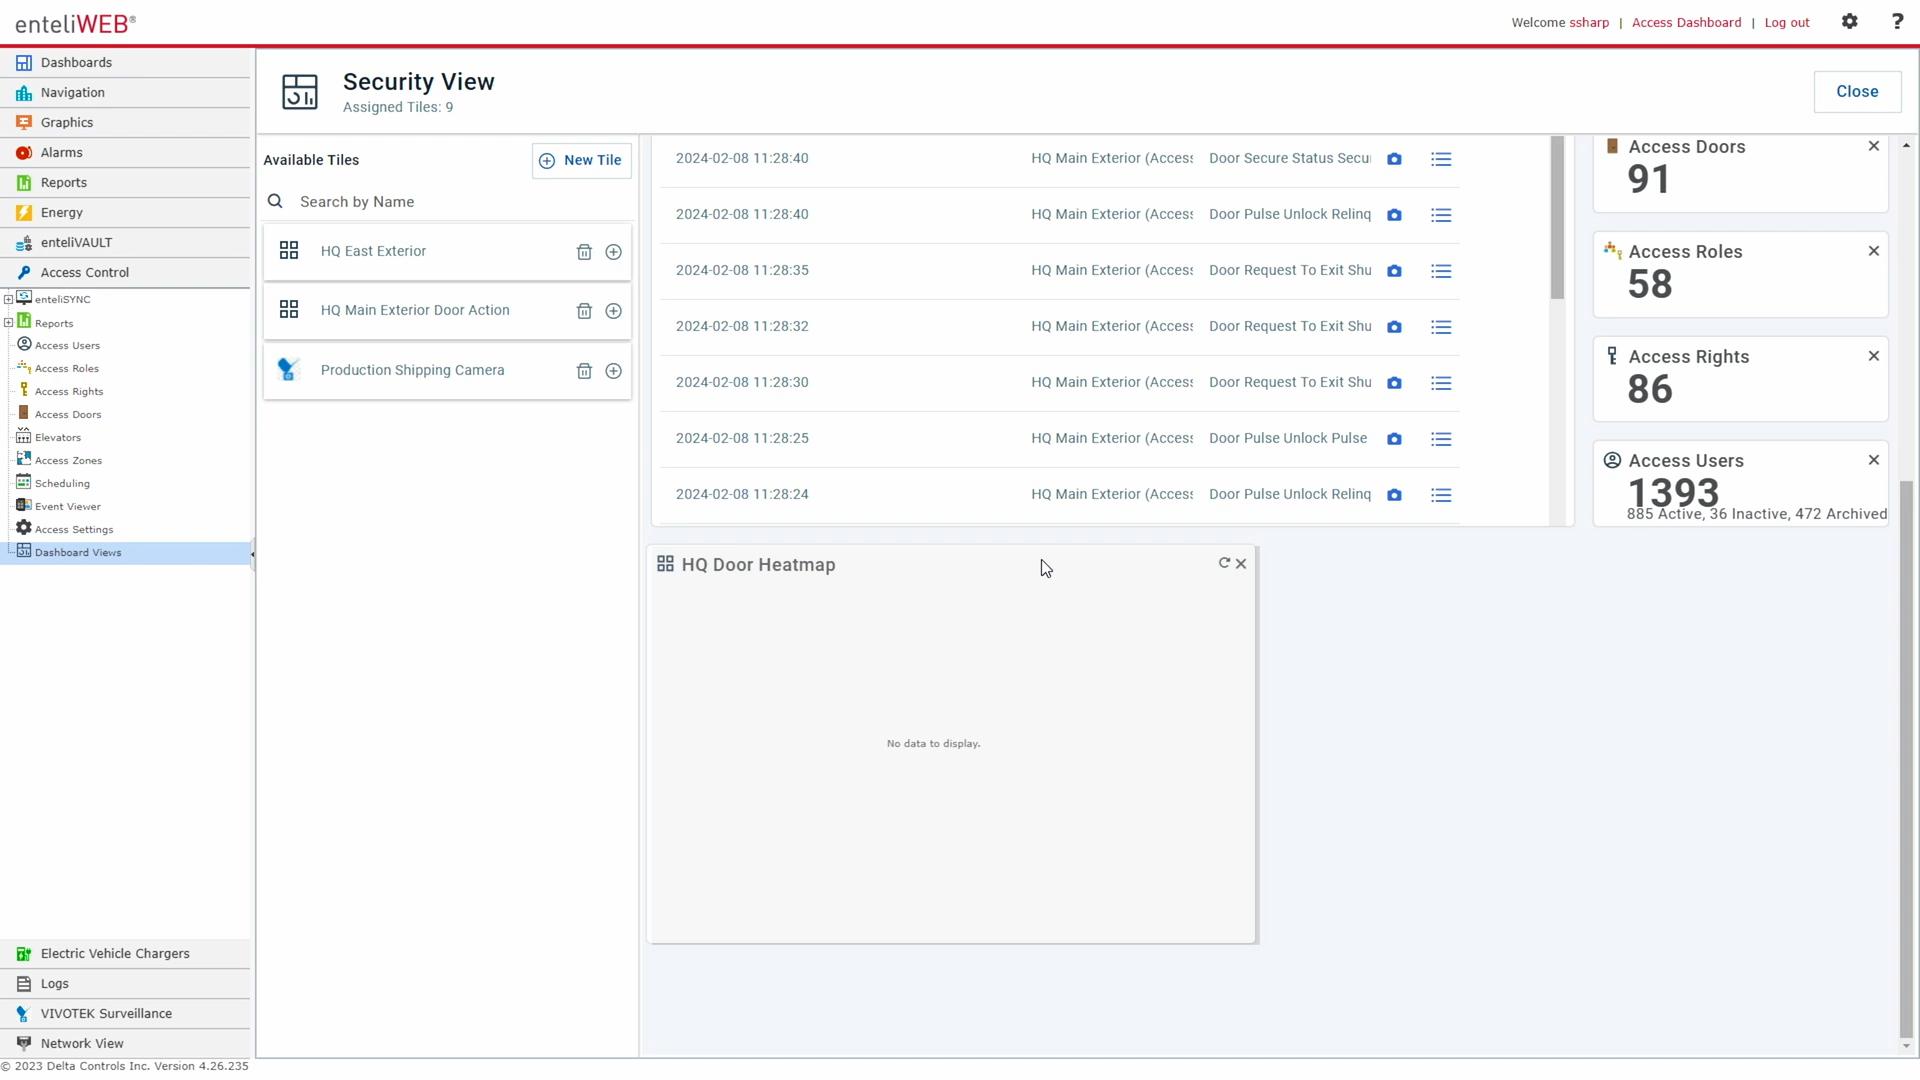 enteliWEB®
Welcome ssharp | Access Dashboard | Log out
Dashboards
Navigation
Graphics
Alarms
Reports
Energy
enteliVAULT
Access Control
enteliSYNC
Reports
Access Users
Access Roles
Access Rights
Access Doors
Elevators
Access Zones
Scheduling
Event Viewer
Access Settings
Dashboard Views
Electric Vehicle Chargers
Logs
VIVOTEK Surveillance
Network View
© 2023 Delta Controls Inc. Version 4.26.235
Security View
Assigned Tiles: 9
Close
Available Tiles
New Tile
Search by Name
HQ East Exterior
HQ Main Exterior Door Action
Production Shipping Camera
2024-02-08 11:28:40 HQ Main Exterior (Access Door Secure Status Secu
2024-02-08 11:28:40 HQ Main Exterior (Access Door Pulse Unlock Relinq
2024-02-08 11:28:35 HQ Main Exterior (Access Door Request To Exit Shu
2024-02-08 11:28:32 HQ Main Exterior (Access Door Request To Exit Shu
2024-02-08 11:28:30 HQ Main Exterior (Access Door Request To Exit Shu
2024-02-08 11:28:25 HQ Main Exterior (Access Door Pulse Unlock Pulse
2024-02-08 11:28:24 HQ Main Exterior (Access Door Pulse Unlock Relinq
Access Doors
91
Access Roles
58
Access Rights
86
Access Users
1393
885 Active, 36 Inactive, 472 Archived
HQ Door Heatmap
No data to display.